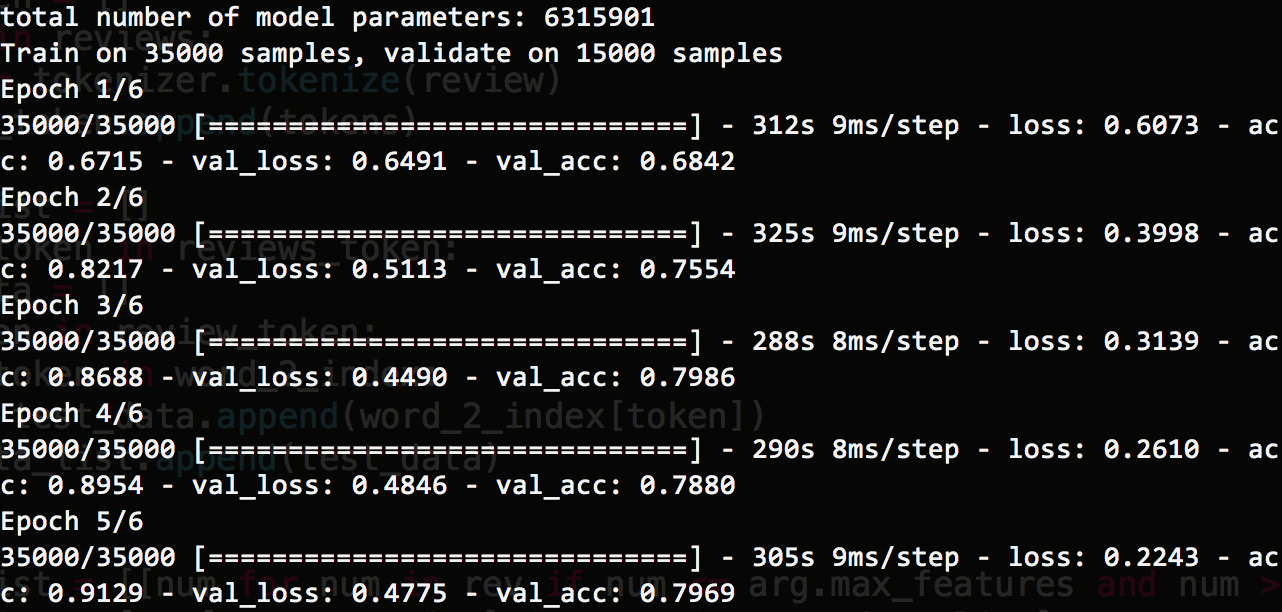 total number of model parameters: 6315901
Train on 35000 samples, validate on 15000 samples
Epoch 1/6
35000/35000 [==============================] - 312s 9ms/step - loss: 0.6073 - ac
c: 0.6715 - val_loss: 0.6491 - val_acc: 0.6842
Epoch 2/6
35000/35000 [==============================] - 325s 9ms/step - loss: 0.3998 - ac
c: 0.8217 - val_loss: 0.5113 - val_acc: 0.7554
Epoch 3/6
35000/35000 [==============================] - 288s 8ms/step - loss: 0.3139 - ac
c: 0.8688 - val_loss: 0.4490 - val_acc: 0.7986
Epoch 4/6
35000/35000 [==============================] - 290s 8ms/step - loss: 0.2610 - ac
c: 0.8954 - val_loss: 0.4846 - val_acc: 0.7880
Epoch 5/6
35000/35000 [==============================] - 305s 9ms/step - loss: 0.2243 - ac
c: 0.9129 - val_loss: 0.4775 - val_acc: 0.7969